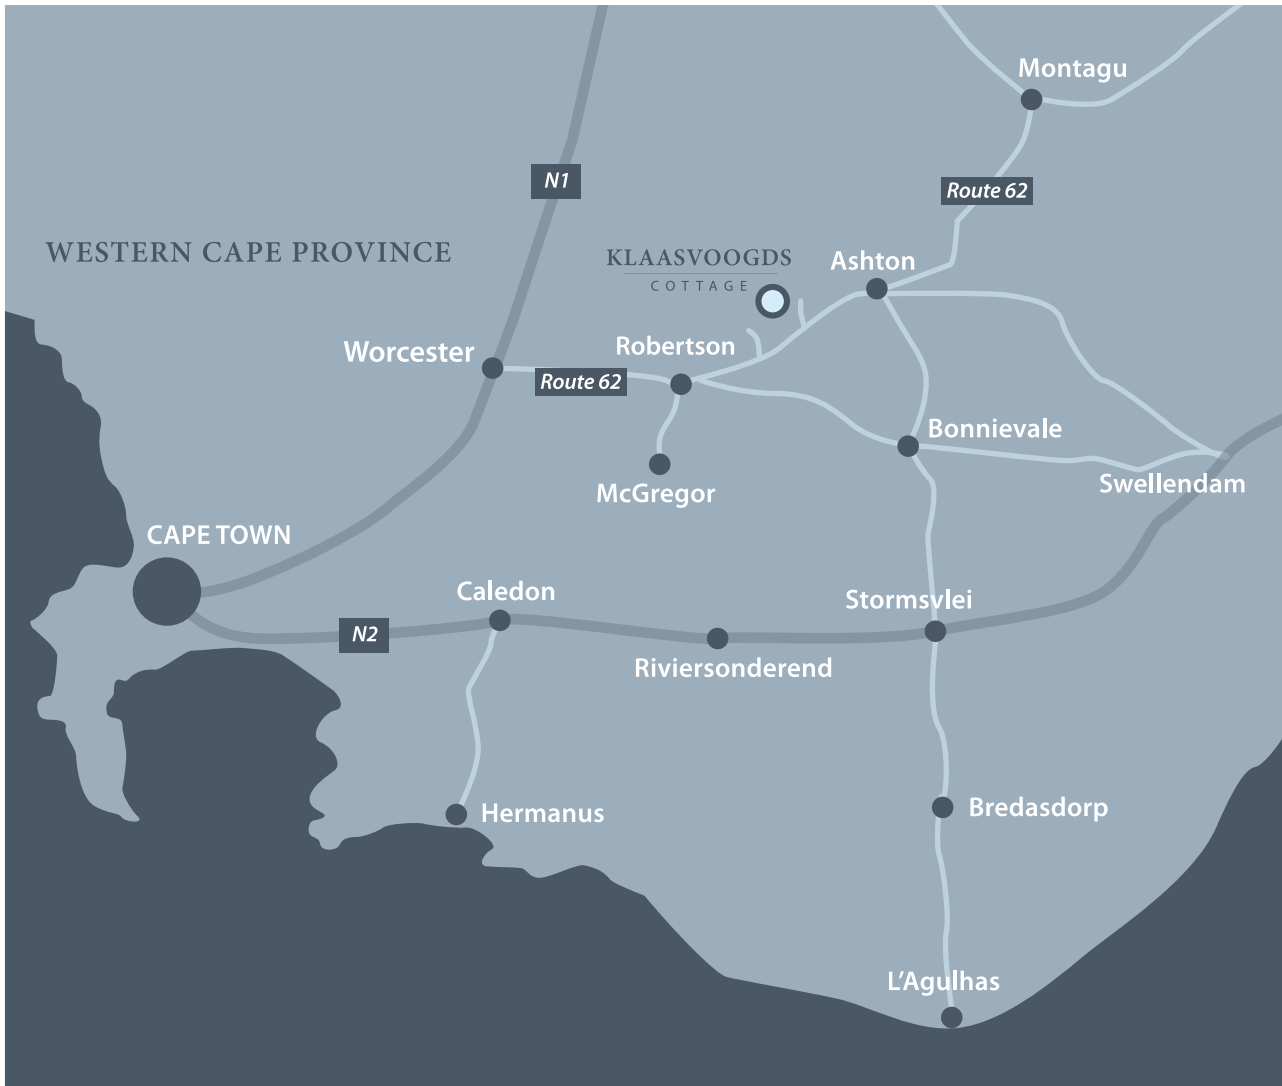 Montagu
N1
Route 62
WESTERN CAPE PROVINCE
KLAASVOOGDS
COTTAGE
Ashton
Worcester
Robertson
Route 62
Bonnievale
McGregor
Swellendam
CAPE TOWN
Caledon
Stormsvlei
N2
Riviersonderend
Hermanus
Bredasdorp
L'Agulhas